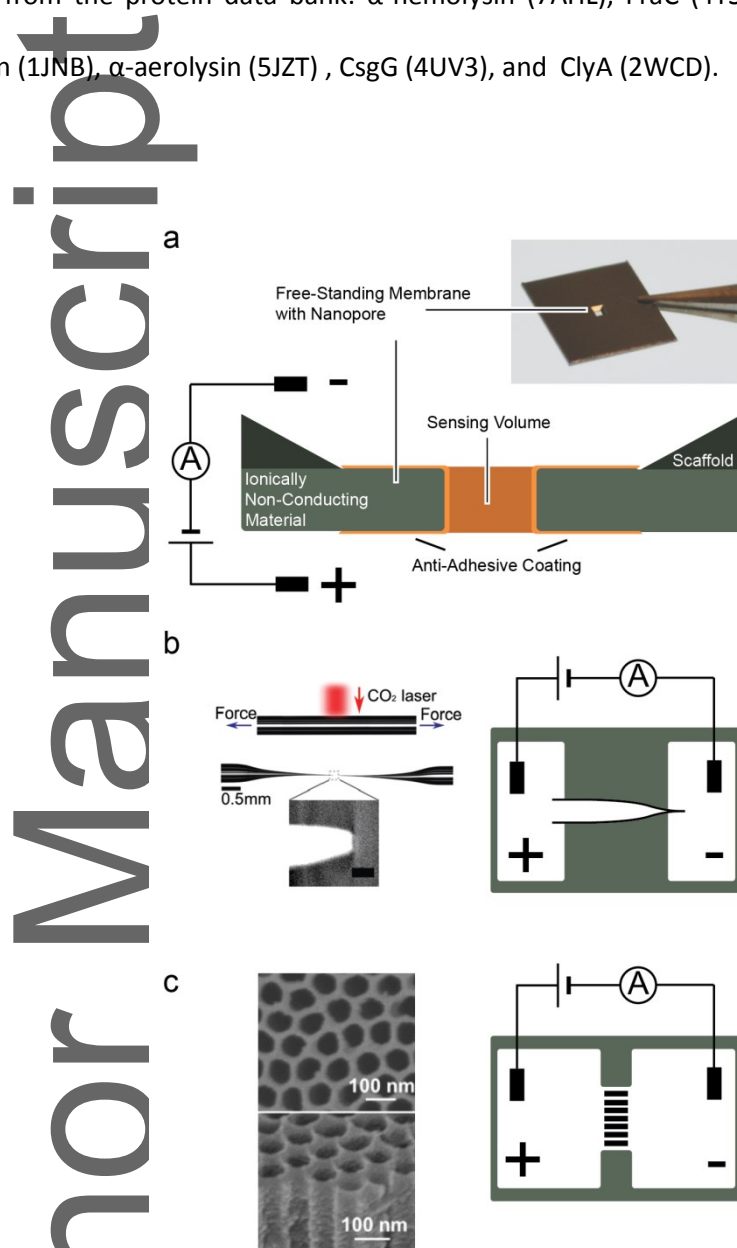 from the protein data bank: α-hemolysin (7AHL),
(1JNB), α-aerolysin (5JZT) , CsgG (4UV3), and ClyA (2WCD).
a
Free-Standing Membrane
with Nanopore
-
Sensing Volume
A
Scaffold
Ionically
Non-Conducting
Material
Anti-Adhesive Coating
+
b
CO₂ laser
Force
Force
0.5mm
A
+
-
c
100 nm
100 nm
A
+
-
Manuscript